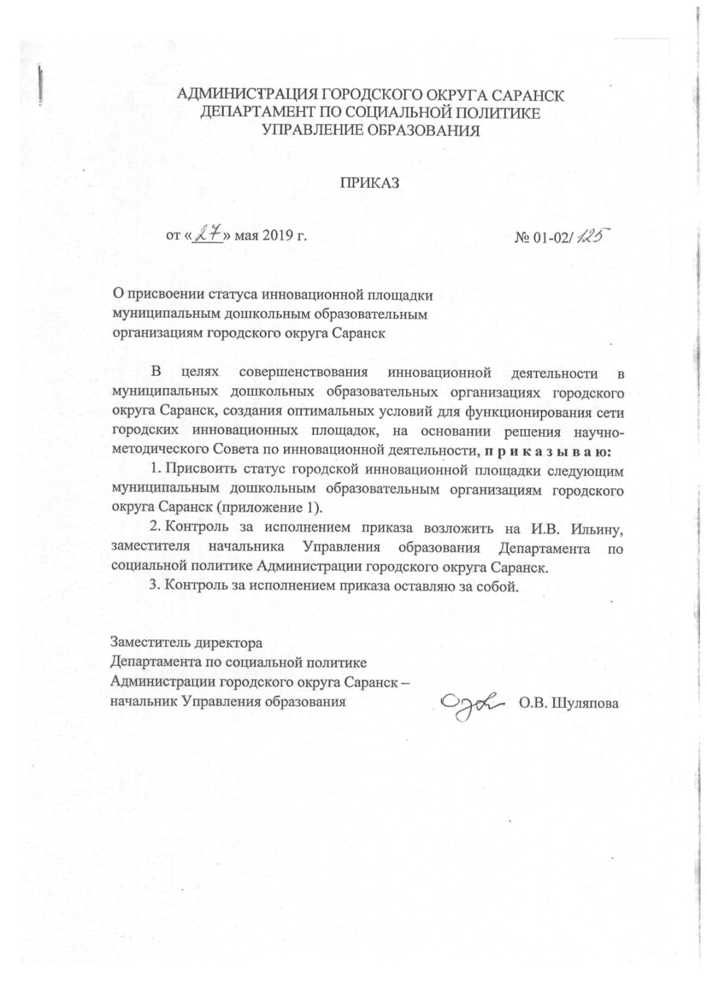 АДМИНИСТРАЦИЯ ГОРОДСКОГО ОКРУГА САРАНСК
ДЕПАРТАМЕНТ ПО СОЦИАЛЬНОЙ ПОЛИТИКЕ
УПРАВЛЕНИЕ ОБРАЗОВАНИЯ
ПРИКАЗ
от «27» мая 2019 г. № 01-02/125
О присвоении статуса инновационной площадки
муниципальным дошкольным образовательным
организациям городского округа Саранск
В целях совершенствования инновационной деятельности в
муниципальных дошкольных образовательных организациях городского
округа Саранск, создания оптимальных условий для функционирования сети
городских инновационных площадок, на основании решения научно-
методического Совета по инновационной деятельности, п р и к а з ы в а ю:
1. Присвоить статус городской инновационной площадки следующим
муниципальным дошкольным образовательным организациям городского
округа Саранск (приложение 1).
2. Контроль за исполнением приказа возложить на И.В. Ильину,
заместителя начальника Управления образования Департамента по
социальной политике Администрации городского округа Саранск.
3. Контроль за исполнением приказа оставляю за собой.
Заместитель директора
Департамента по социальной политике
Администрации городского округа Саранск –
начальник Управления образования О.В. Шуляпова